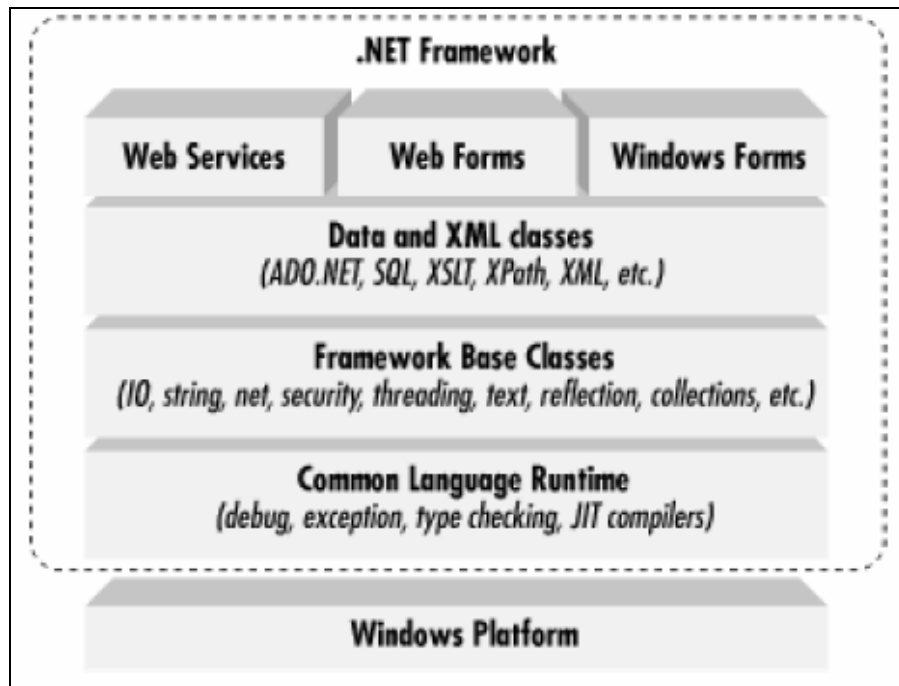 .NET Framework
Web Services
Web Forms
Windows Forms
Data and XML classes
(ADO.NET, SQL, XSLT, XPath, XML, etc.)
Framework Base Classes
(IO, string, net, security, threading, text, reflection, collections, etc.)
Common Language Runtime
(debug, exception, type checking, JIT compilers)
Windows Platform